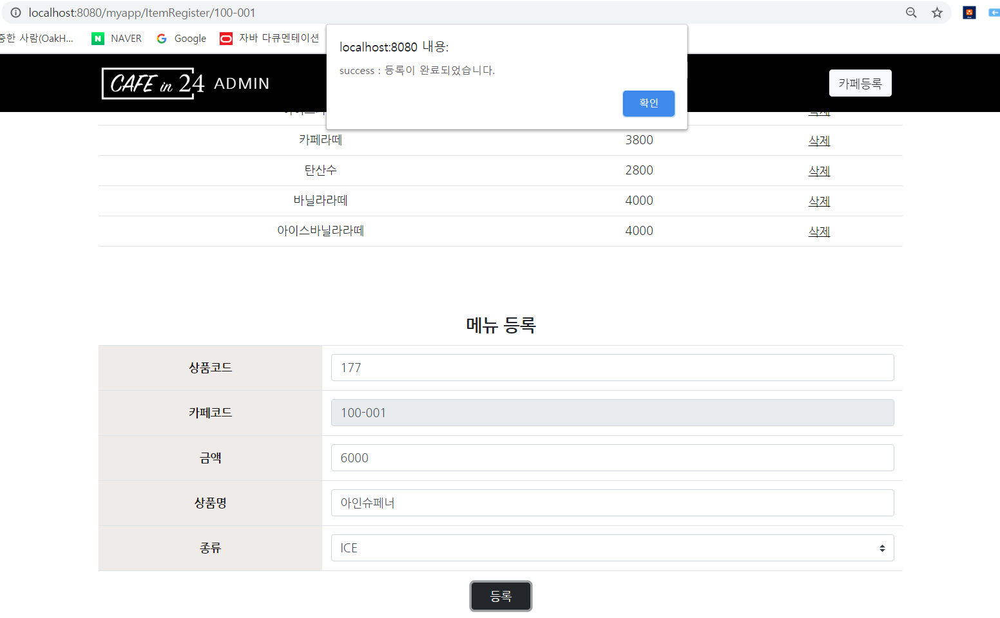 localhost:8080/myapp/ItemRegister/100-001
중한 사람(OakH... NAVER Google 자바 다큐멘테이션
localhost:8080 내용:
success : 등록이 완료되었습니다.
확인
CAFE in 24 ADMIN
카페등록
삭제
카페라떼 3800 삭제
탄산수 2800 삭제
바닐라라떼 4000 삭제
아이스바닐라라떼 4000 삭제
메뉴 등록
상품코드 177
카페코드 100-001
금액 6000
상품명 아인슈페너
종류 ICE
등록